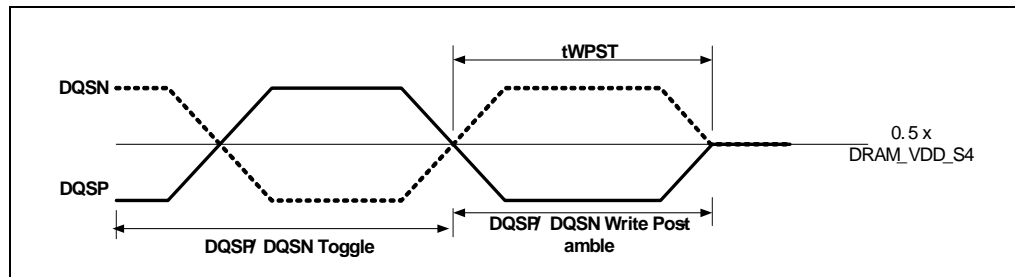 tWPST
DQSN
0.5 x
DRAM_VDD_S4
DQSP
DQSP/ DQSN Write Post-
amble
DQSP/ DQSN Toggle